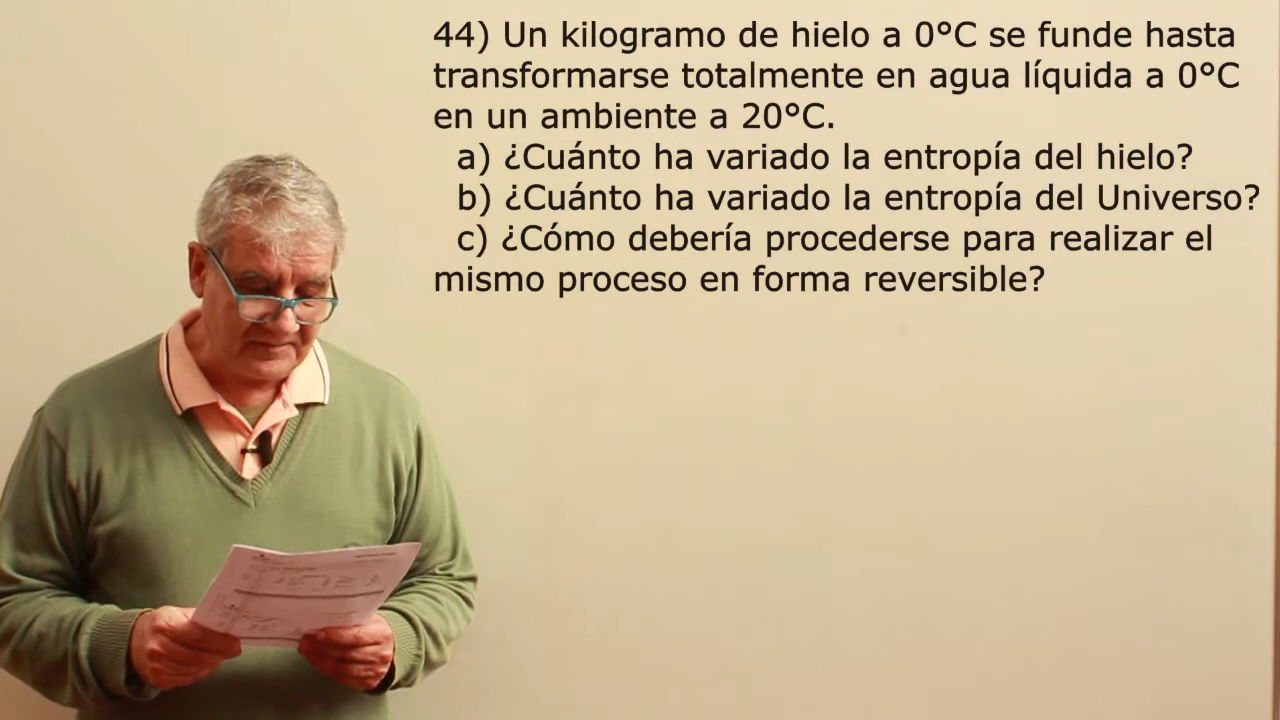 44) Un kilogramo de hielo a 0°C se funde hasta
transformarse totalmente en agua líquida a 0°C
en un ambiente a 20°C.
a) ¿Cuánto ha variado la entropía del hielo?
b) ¿Cuánto ha variado la entropía del Universo?
c) ¿Cómo debería procederse para realizar el
mismo proceso en forma reversible?